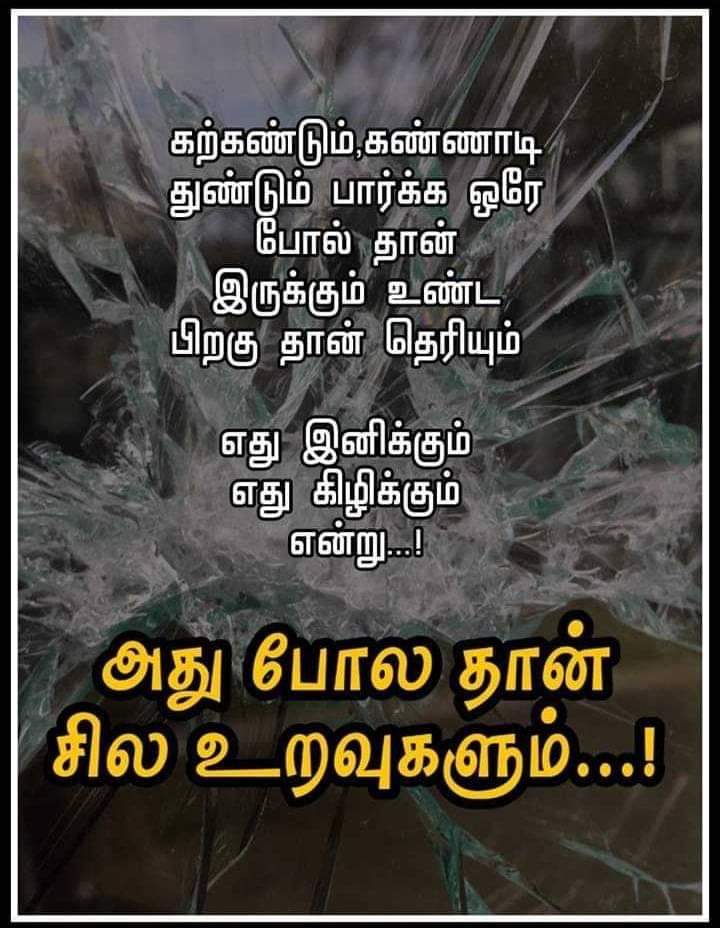 கற்கண்டும்,கண்ணாடி
துண்டும் பார்க்க ஒரே
போல் தான்
இருக்கும் உண்ட
பிறகு தான் தெரியும்
எது இனிக்கும்
எது கிழிக்கும்
என்று...!
அது போல தான்
சில உறவுகளும்...!